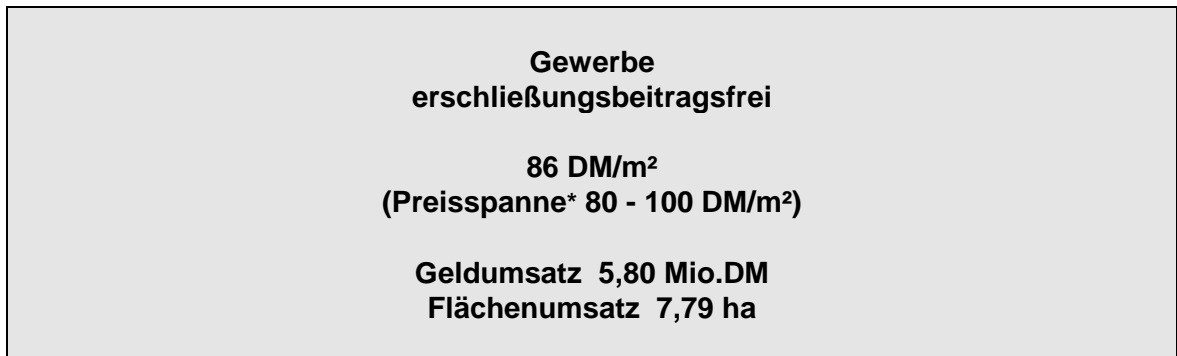 Gewerbe
erschließungsbeitragsfrei
86 DM/m²
(Preisspanne* 80 - 100 DM/m²)
Geldumsatz 5,80 Mio.DM
Flächenumsatz 7,79 ha